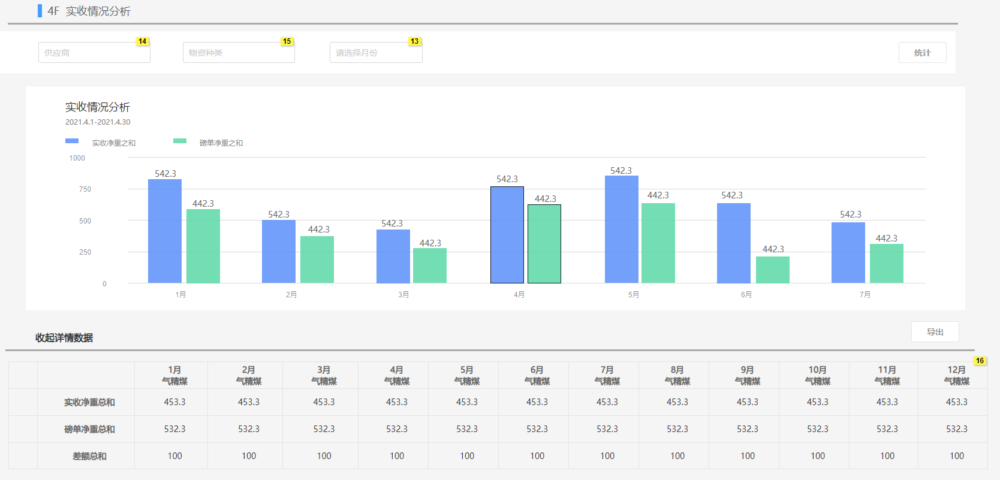 4F 实收情况分析
14
15
13
供应商
物资种类
请选择月份
统计
实收情况分析
2021.4.1-2021.4.30
实收净重之和
磅单净重之和
1000
750
500
250
0
542.3
442.3
542.3
442.3
542.3
442.3
542.3
442.3
542.3
442.3
542.3
442.3
542.3
442.3
1月 2月 3月 4月 5月 6月 7月
收起详情数据
导出
16
1月 2月 3月 4月 5月 6月 7月 8月 9月 10月 11月 12月
气精煤 气精煤 气精煤 气精煤 气精煤 气精煤 气精煤 气精煤 气精煤 气精煤 气精煤 气精煤
实收净重总和 453.3 453.3 453.3 453.3 453.3 453.3 453.3 453.3 453.3 453.3 453.3 453.3
磅单净重总和 532.3 532.3 532.3 532.3 532.3 532.3 532.3 532.3 532.3 532.3 532.3 532.3
差额总和 100 100 100 100 100 100 100 100 100 100 100 100